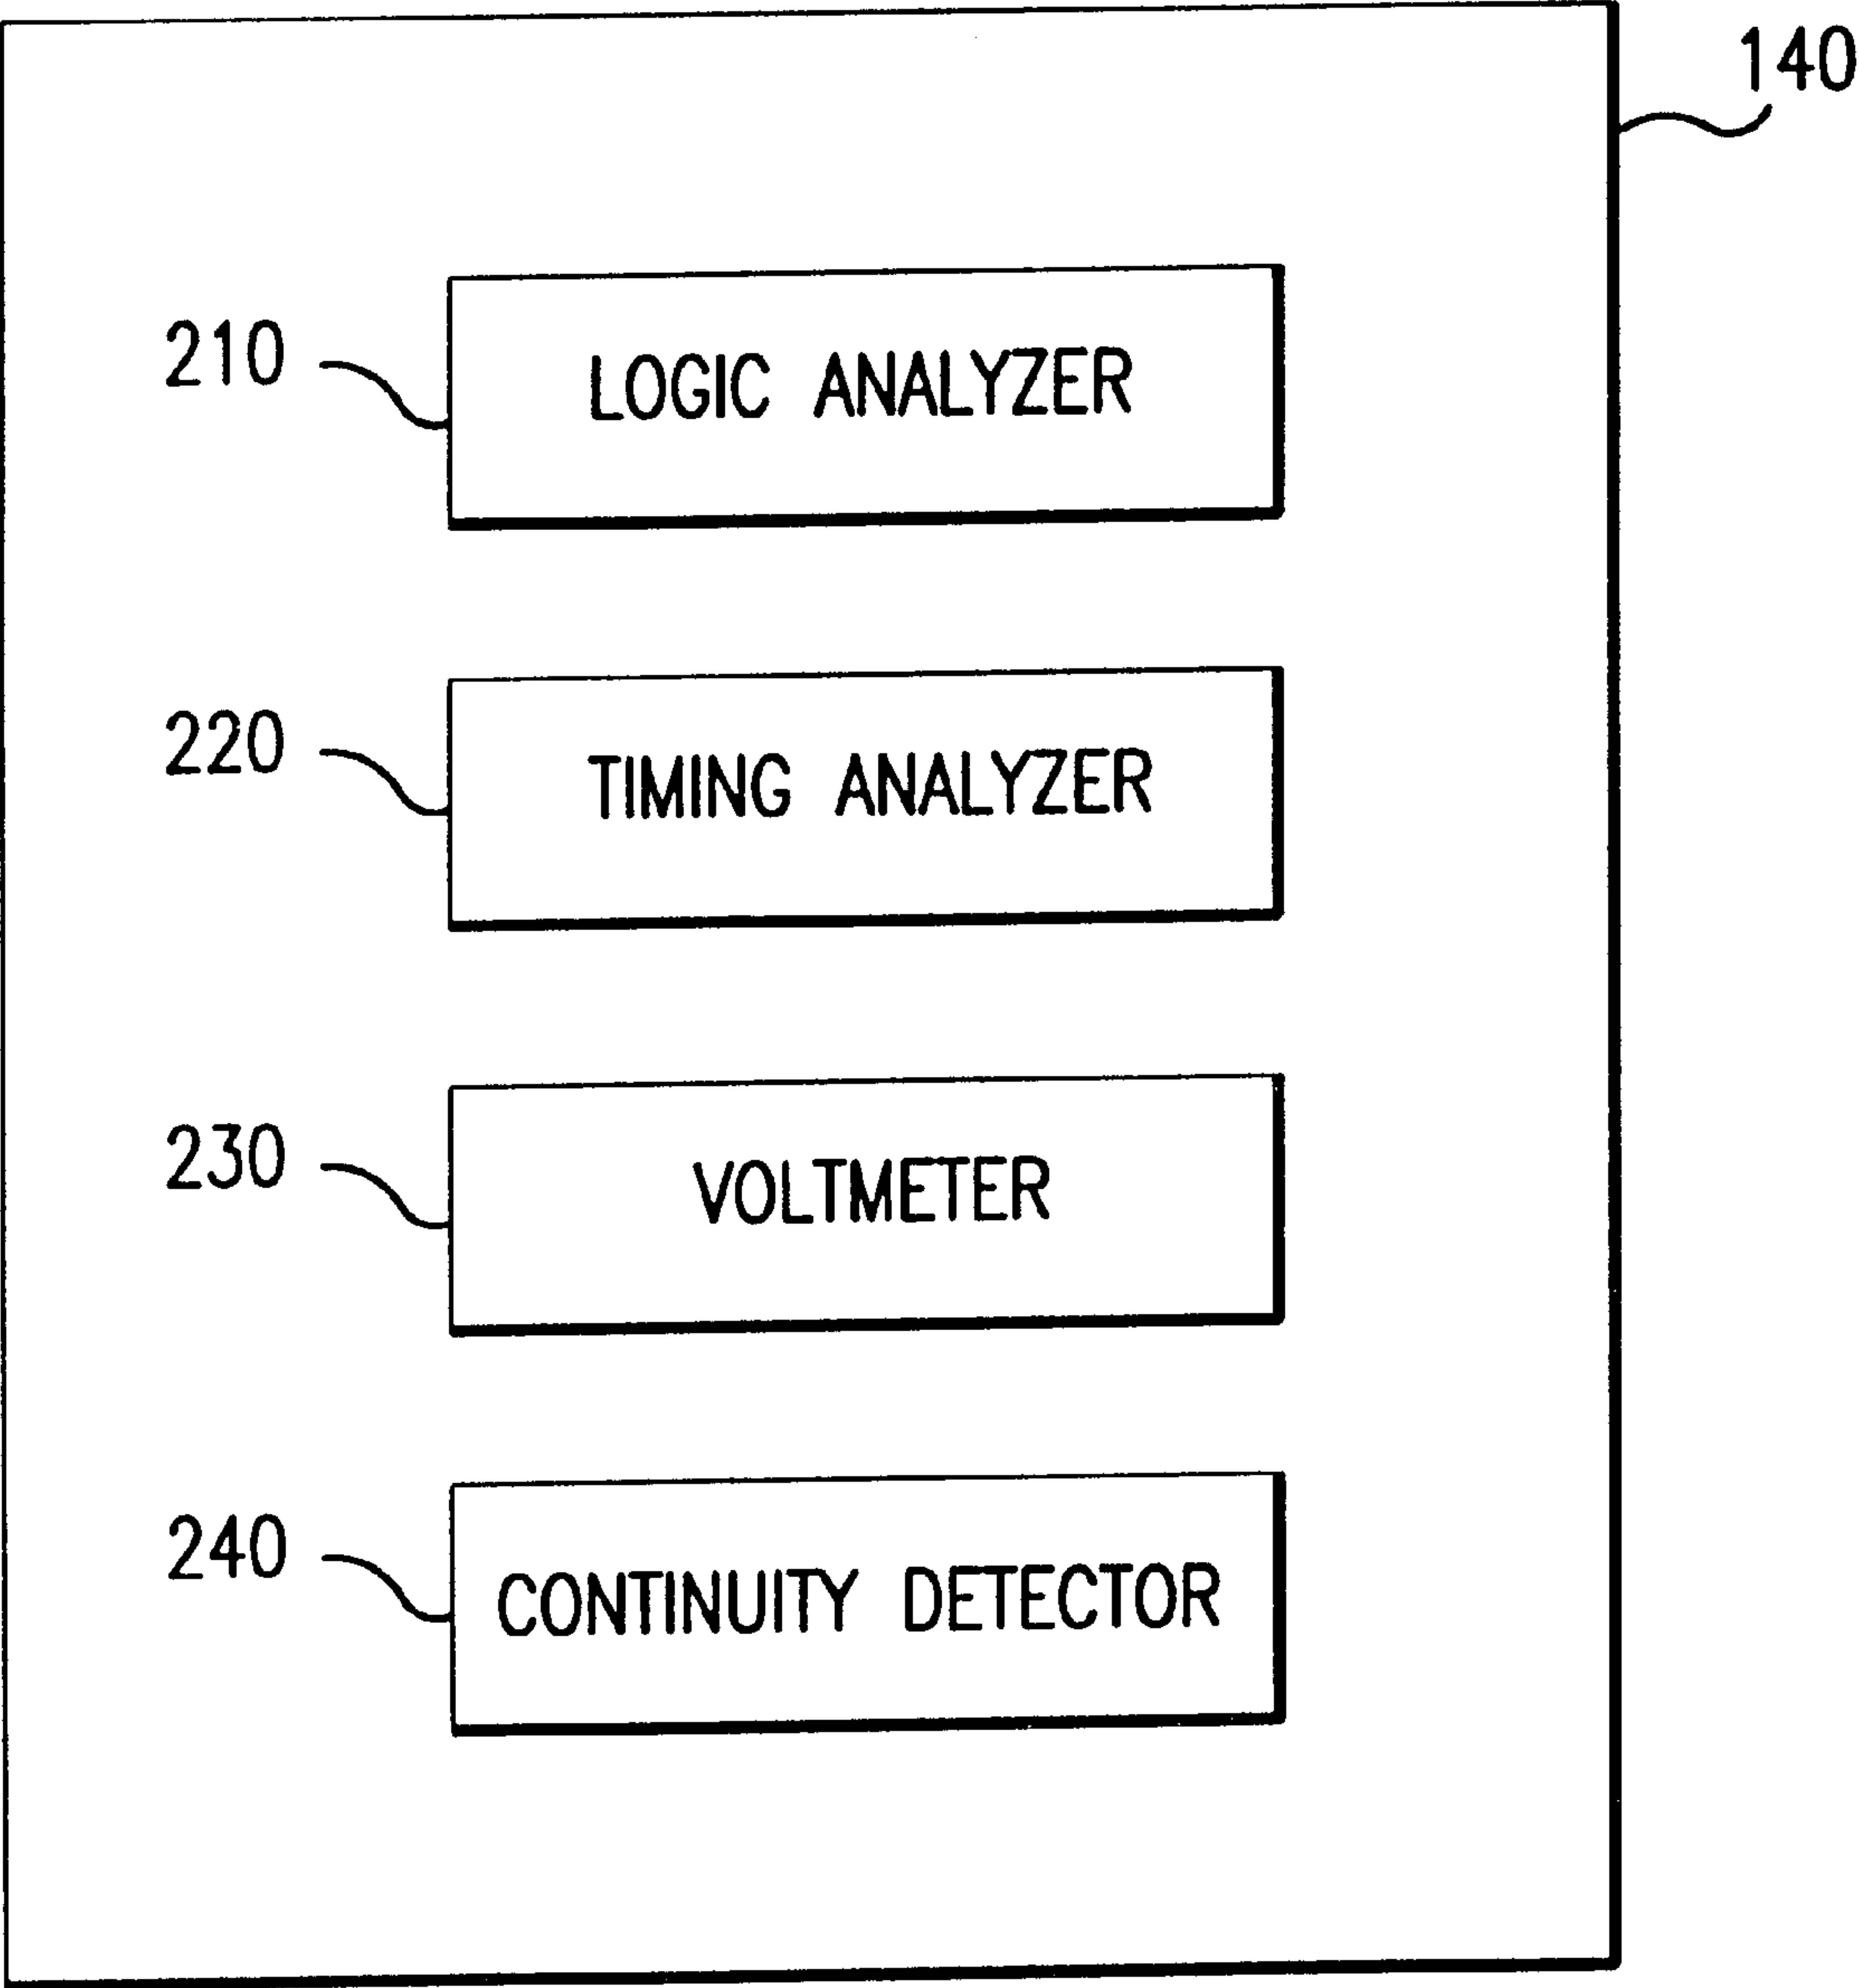 140
210
LOGIC ANALYZER
220
TIMING ANALYZER
230
VOLTMETER
240
CONTINUITY DETECTOR